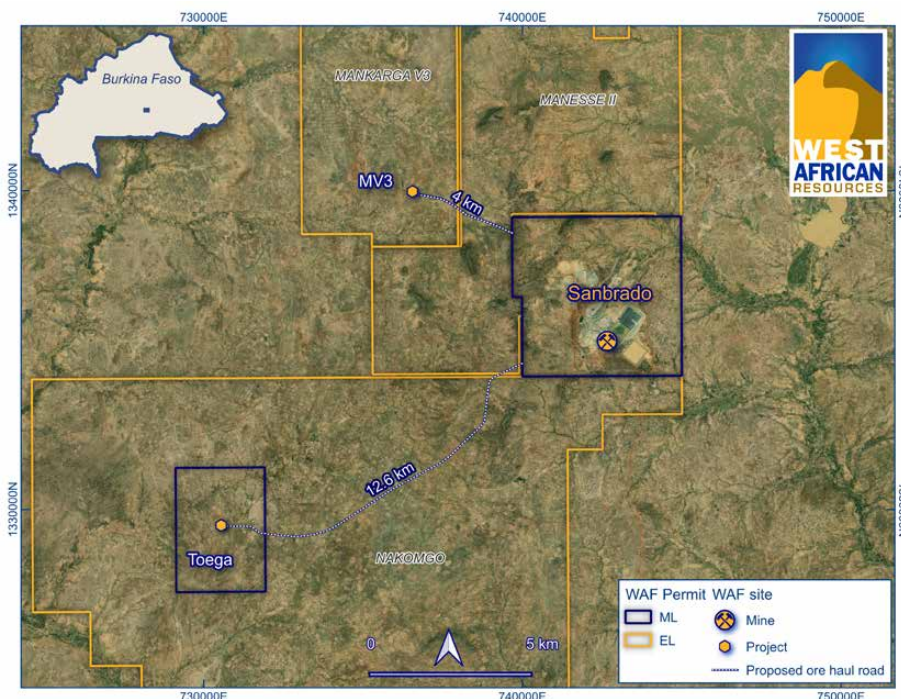 730000E
740000E
750000E
Burkina Faso
MANKARGA V3
MANESSE II
WEST
AFRICAN
RESOURCES
MV3
4 km
1340000N
1340000N
Sanbrado
12.6 km
1330000N
1330000N
Toega
NAKOMGO
0
5 km
WAF Permit
WAF site
ML
Mine
EL
Project
Proposed ore haul road
730000E
740000E
750000E